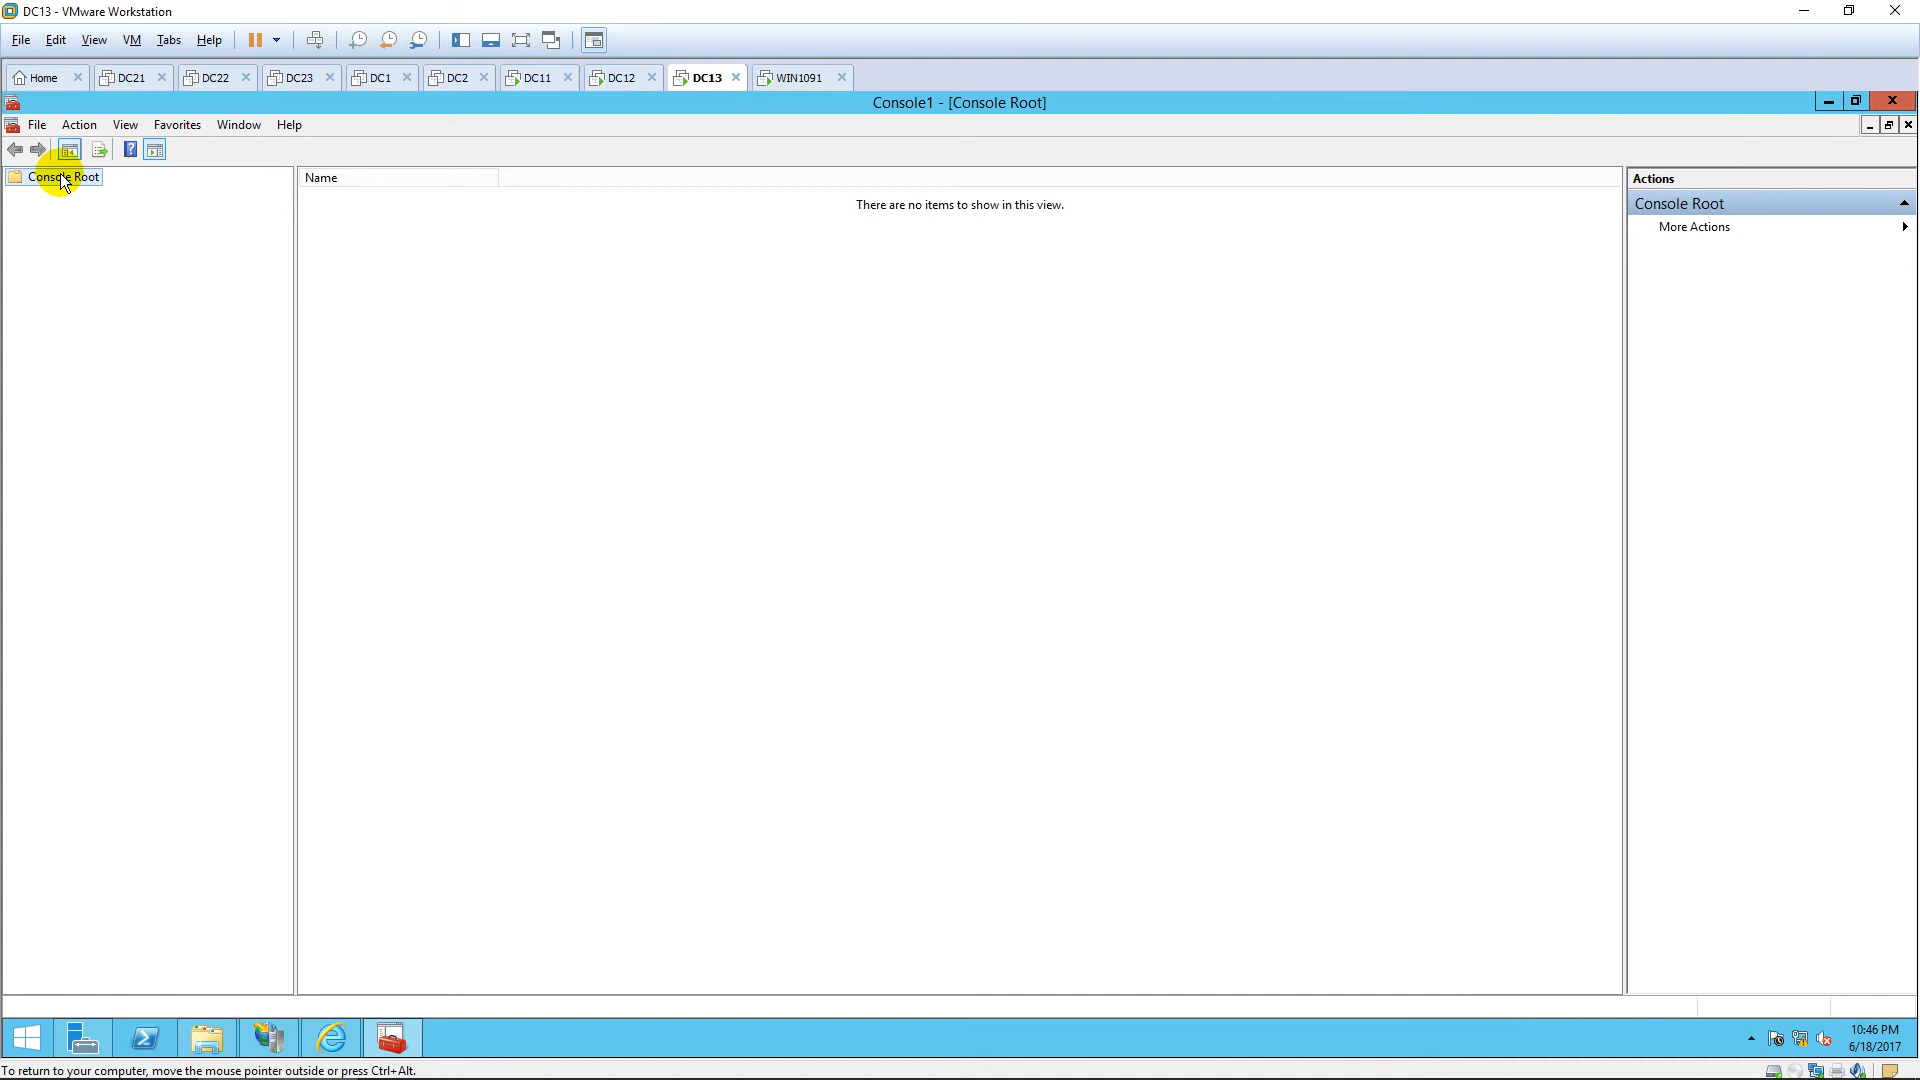 DC13 - VMware Workstation
File Edit View VM Tabs Help
Home DC21 DC22 DC23 DC1 DC2 DC11 DC12 DC13 WIN1091
Console1 - [Console Root]
File Action View Favorites Window Help
Console Root
Name
There are no items to show in this view.
Actions
Console Root
More Actions
10:46 PM
6/18/2017
To return to your computer, move the mouse pointer outside or press Ctrl+Alt.